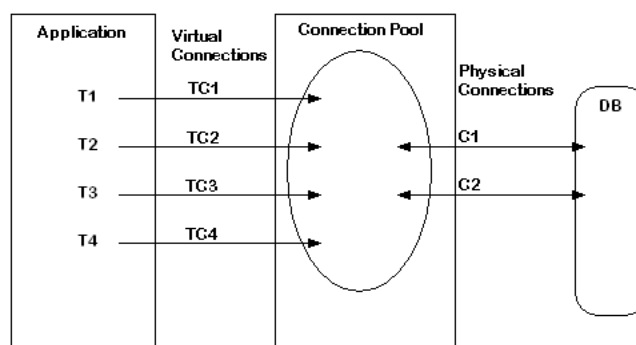 Application
Virtual
Connections
Connection Pool
Physical
Connections
DB
T1
TC1
T2
TC2
C1
T3
TC3
C2
T4
TC4